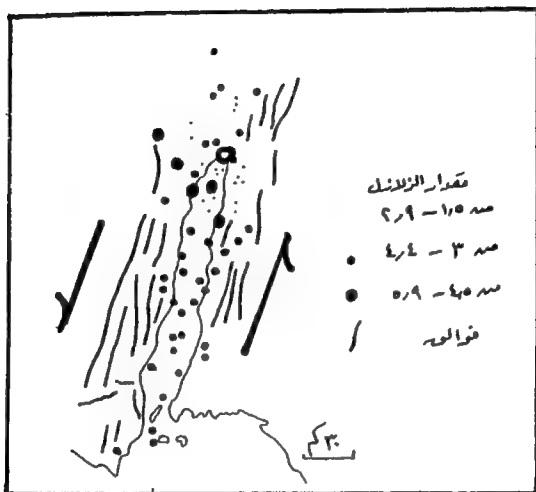 مقدار الزلازل
من ١,٥ – ٢,٩
من ٣ – ٤,٤
من ٤,٥ – ٥,٩
فوالق
٣٠ كم